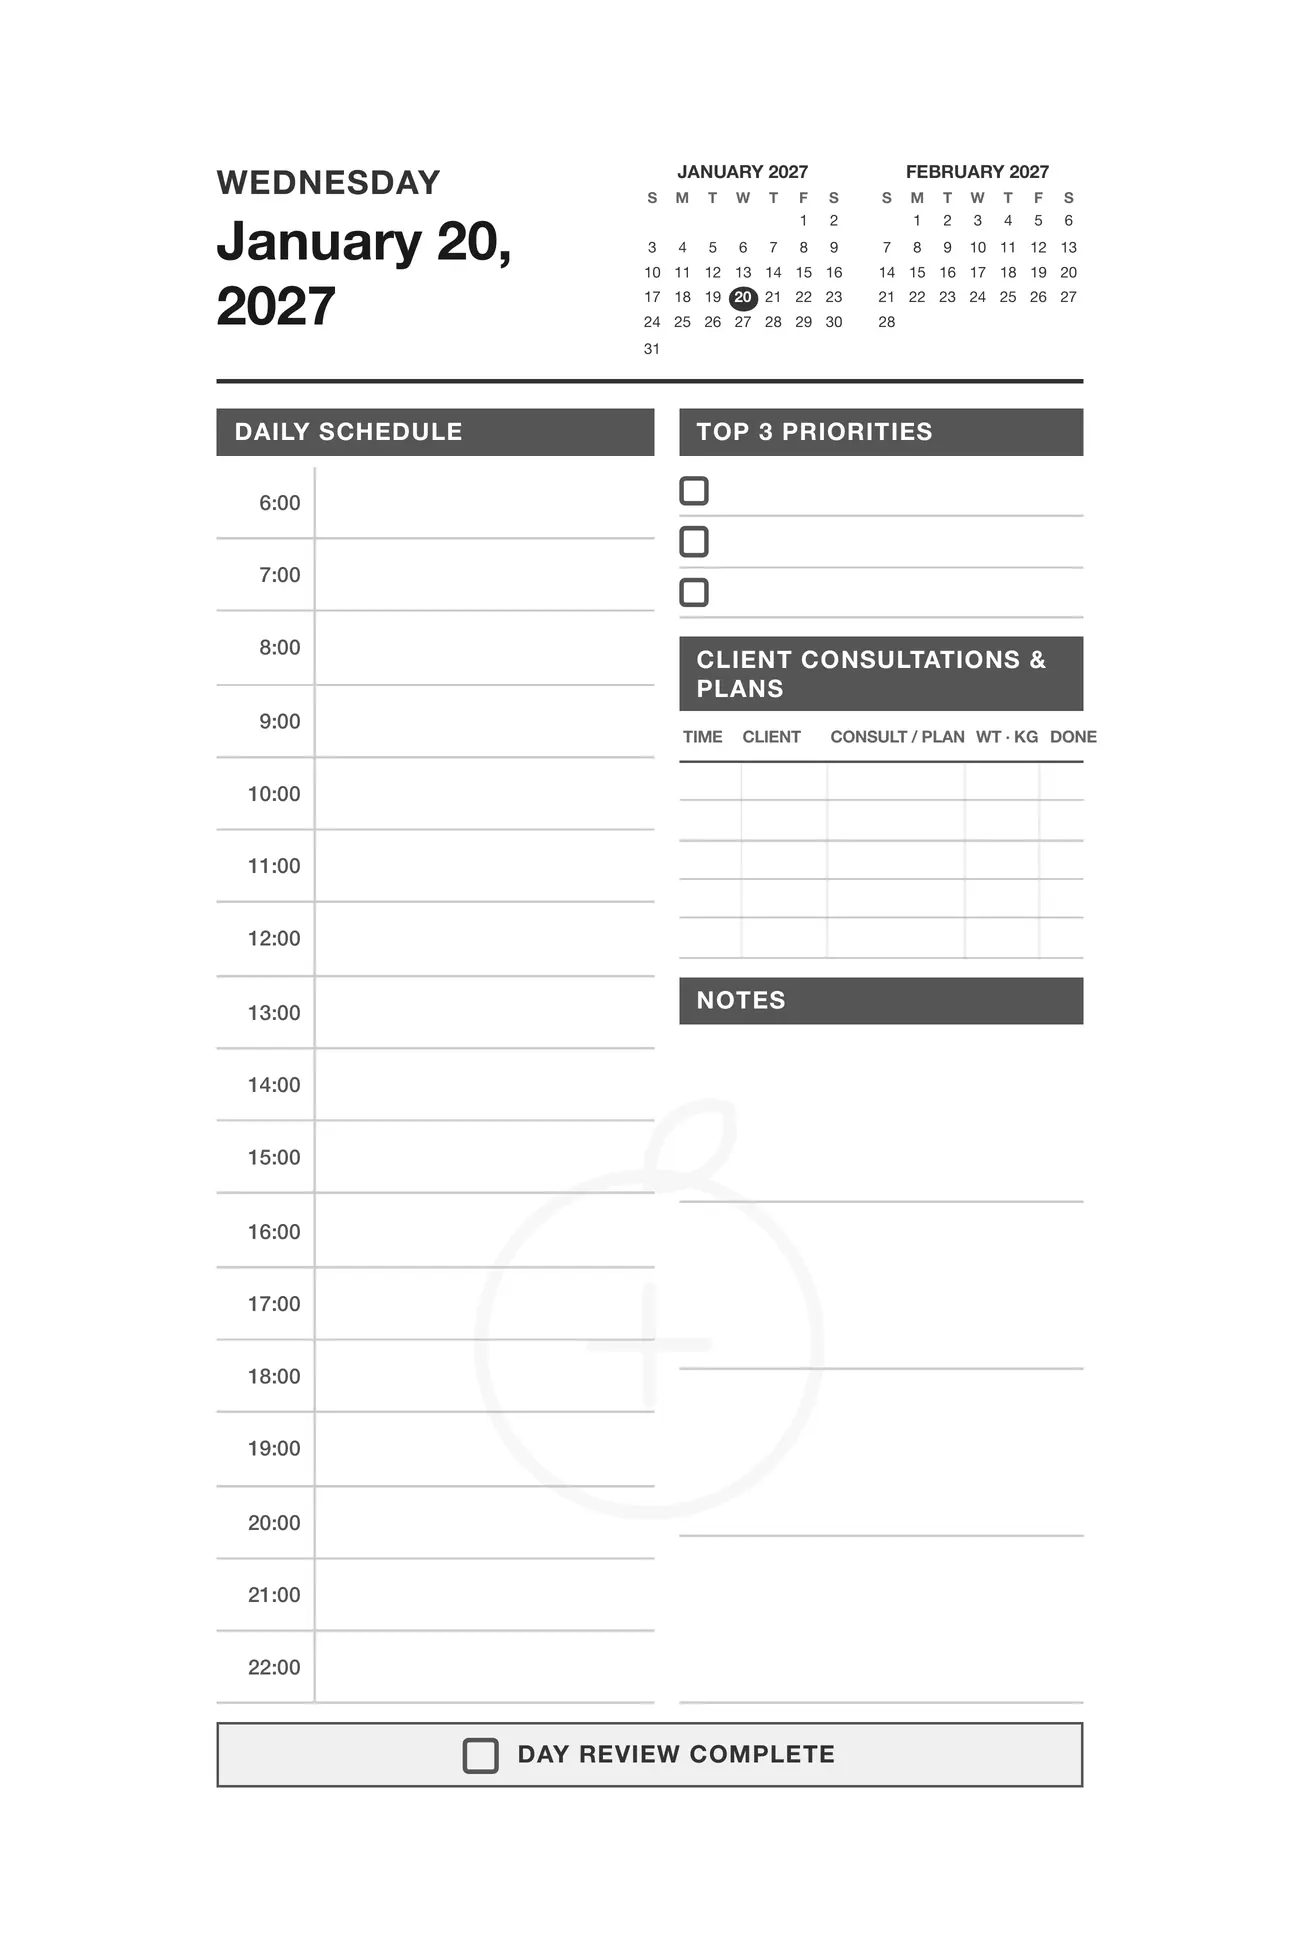 WEDNESDAY
January 20,
2027
JANUARY 2027
S M T W T F S
1 2
3 4 5 6 7 8 9
10 11 12 13 14 15 16
17 18 19 20 21 22 23
24 25 26 27 28 29 30
31
FEBRUARY 2027
S M T W T F S
1 2 3 4 5 6
7 8 9 10 11 12 13
14 15 16 17 18 19 20
21 22 23 24 25 26 27
28
DAILY SCHEDULE
6:00
7:00
8:00
9:00
10:00
11:00
12:00
13:00
14:00
15:00
16:00
17:00
18:00
19:00
20:00
21:00
22:00
TOP 3 PRIORITIES
CLIENT CONSULTATIONS &
PLANS
TIME CLIENT CONSULT / PLAN WT · KG DONE
NOTES
DAY REVIEW COMPLETE